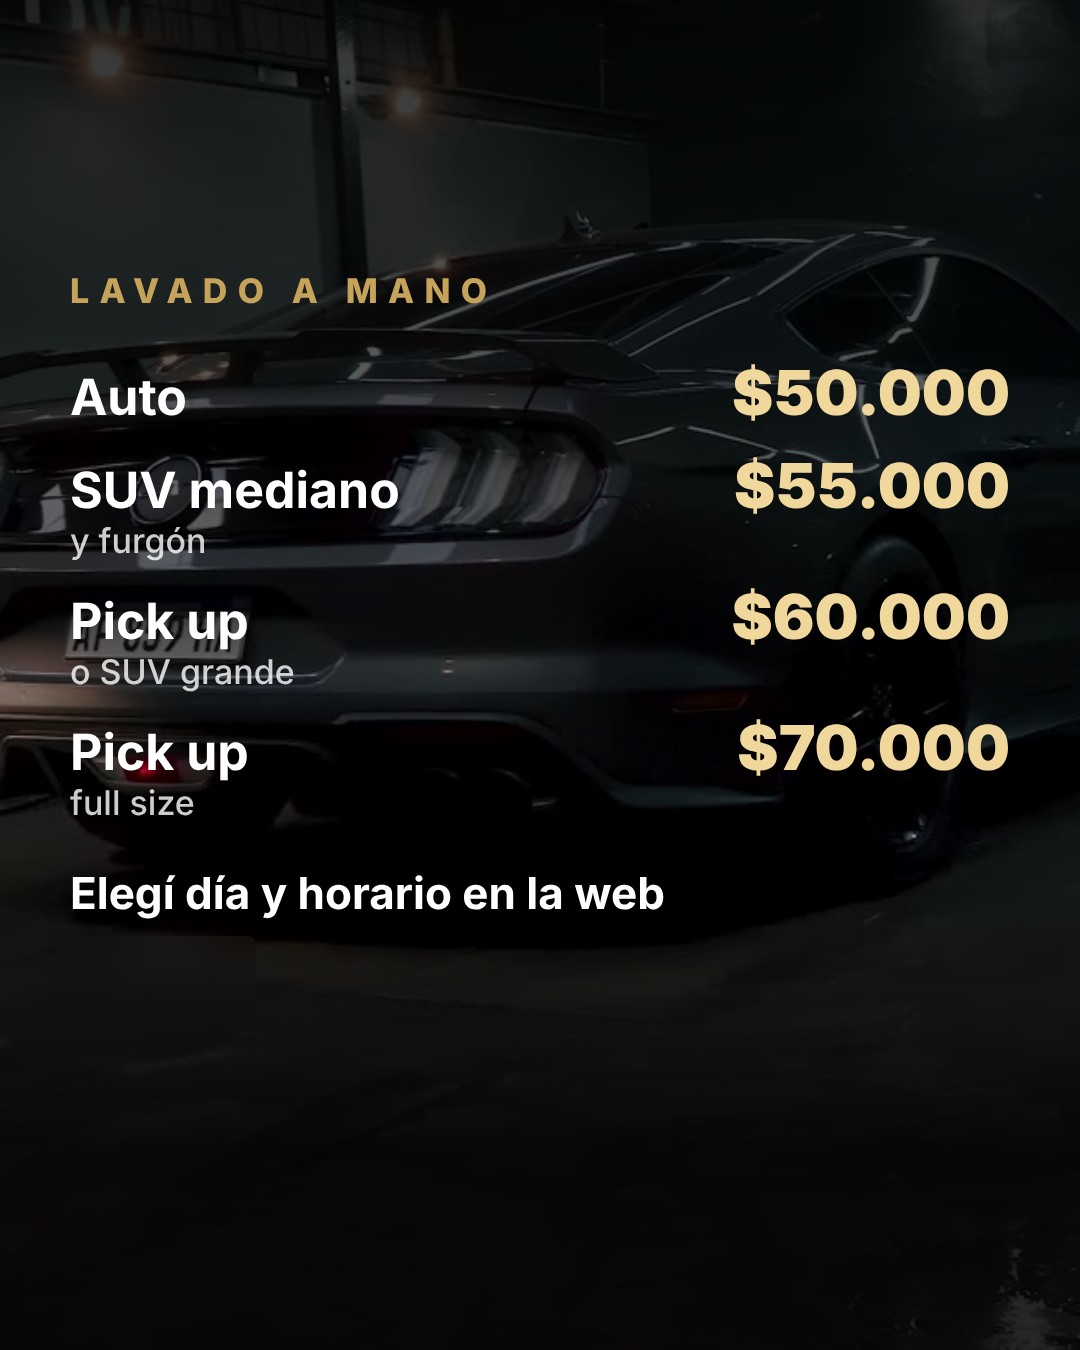 LAVADO A MANO
Auto $50.000
SUV mediano $55.000
y furgón
Pick up $60.000
o SUV grande
Pick up $70.000
full size
Elegí día y horario en la web